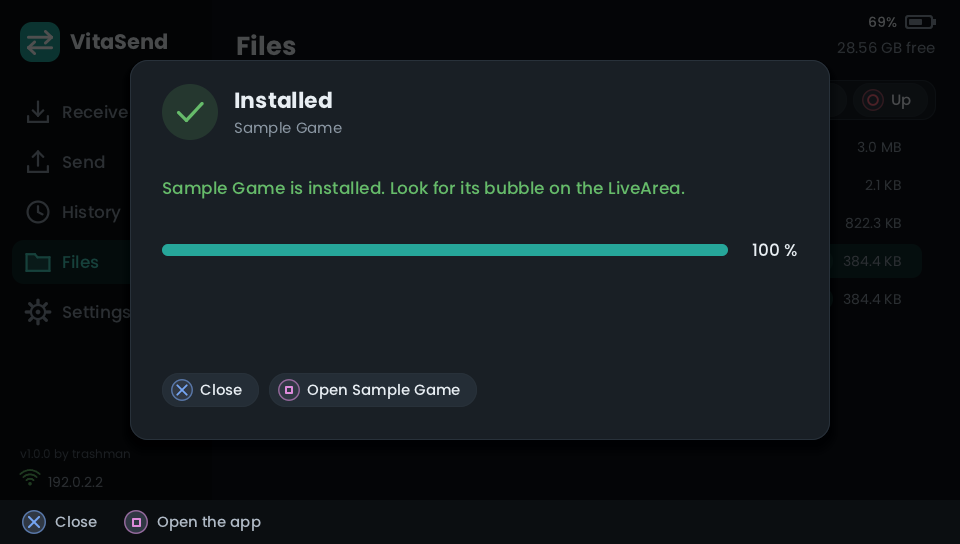 VitaSend
Files
69%
28.56 GB free
Receive
Send
History
Files
Settings
Up
3.0 MB
2.1 KB
822.3 KB
384.4 KB
384.4 KB
Installed
Sample Game
Sample Game is installed. Look for its bubble on the LiveArea.
100 %
Close
Open Sample Game
v1.0.0 by trashman
192.0.2.2
Close
Open the app